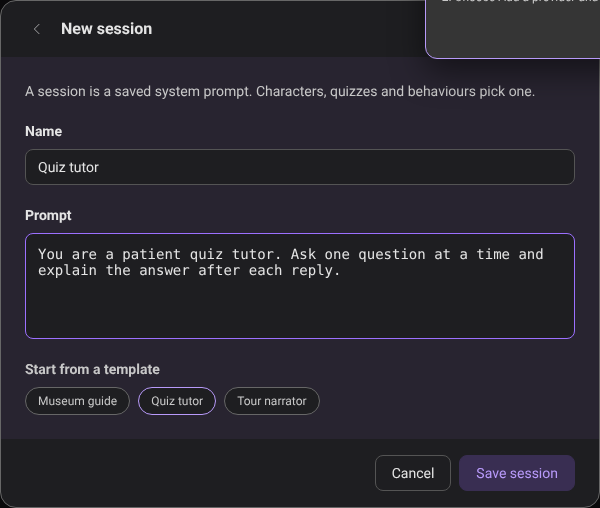 New session
A session is a saved system prompt. Characters, quizzes and behaviours pick one.
Name
Quiz tutor
Prompt
You are a patient quiz tutor. Ask one question at a time and
explain the answer after each reply.
Start from a template
Museum guide
Quiz tutor
Tour narrator
Cancel
Save session